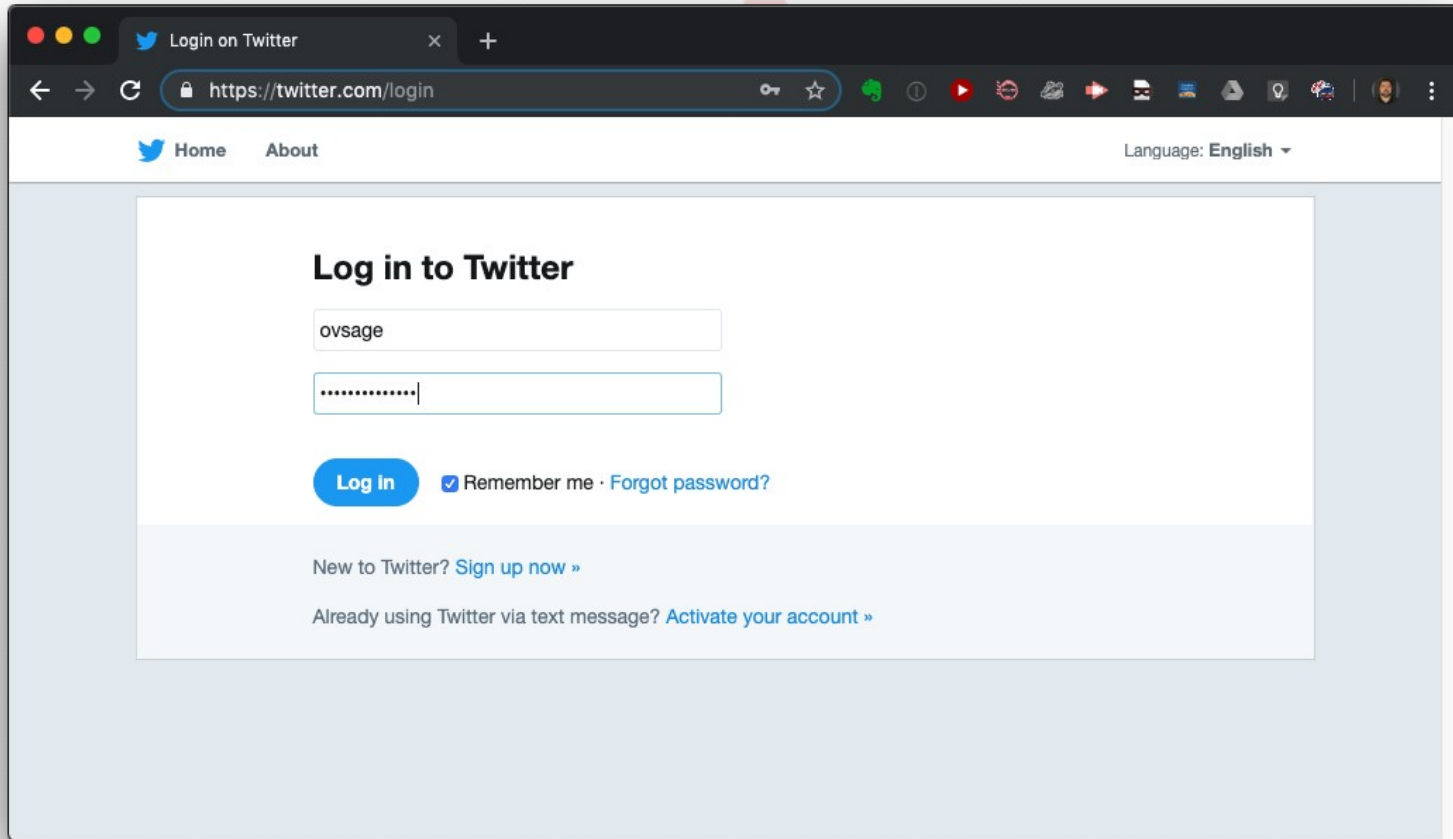 Login on Twitter
https://twitter.com/login
Home About Language: English
Log in to Twitter
ovsage
••••••••••••••
Log in Remember me · Forgot password?
New to Twitter? Sign up now »
Already using Twitter via text message? Activate your account »